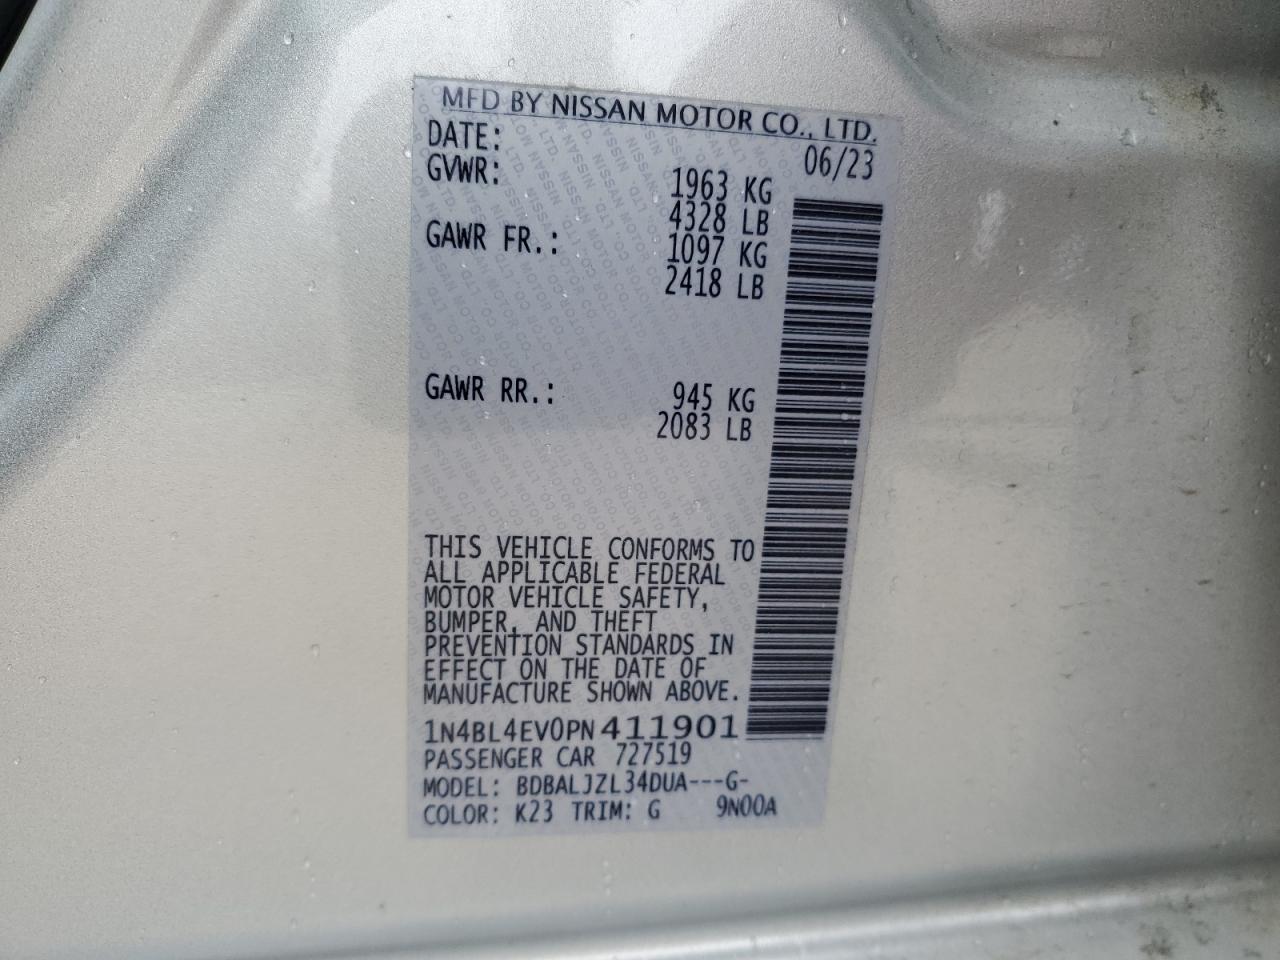 MFD BY NISSAN MOTOR CO., LTD.
DATE: 06/23
GVWR: 1963 KG
4328 LB
GAWR FR.: 1097 KG
2418 LB
GAWR RR.: 945 KG
2083 LB
THIS VEHICLE CONFORMS TO
ALL APPLICABLE FEDERAL
MOTOR VEHICLE SAFETY,
BUMPER, AND THEFT
PREVENTION STANDARDS IN
EFFECT ON THE DATE OF
MANUFACTURE SHOWN ABOVE.
1N4BL4EV0PN411901
PASSENGER CAR 727519
MODEL: BDBALJZL34DUA---G-
COLOR: K23 TRIM: G 9N00A